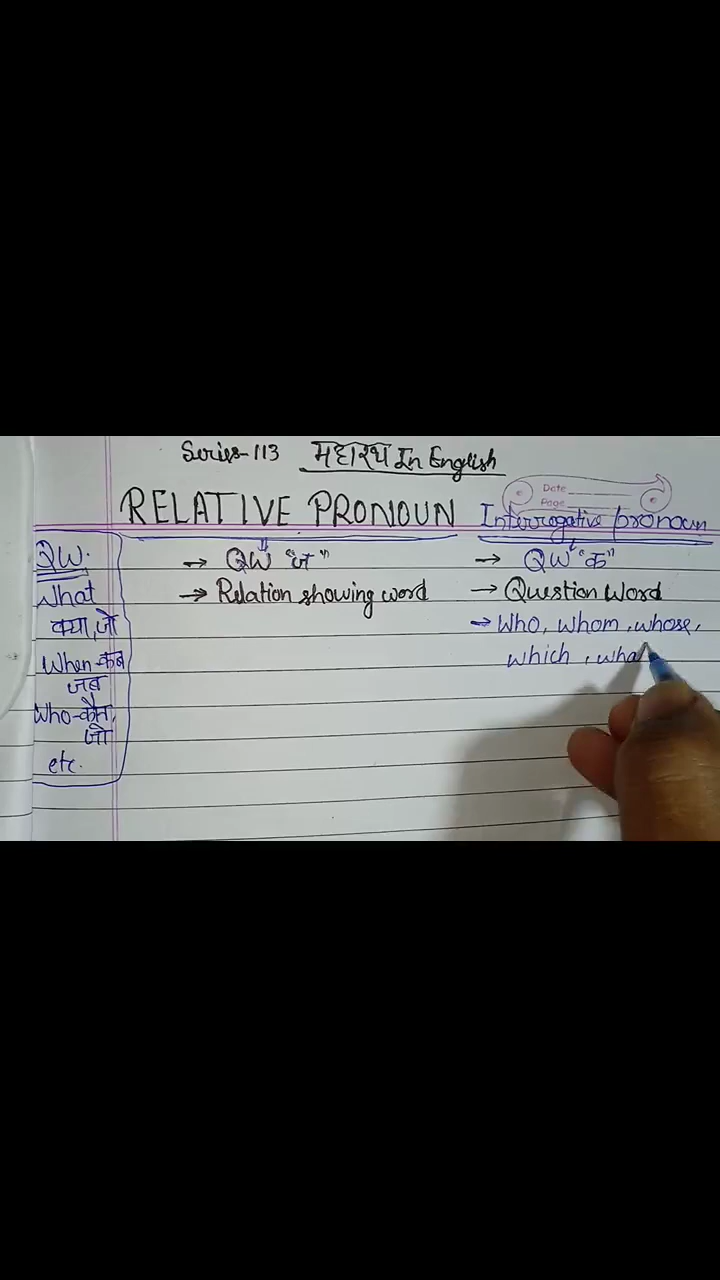 Series-113 महारथ In English
Date
Page
RELATIVE PRONOUN
Interrogative pronoun
QW.
What
क्या, जो
When-कब
जब
Who-कौन,
जो
etc.
→ QW "ज"
→ Relation showing word
→ QW "क"
→ Question Word
→ Who, whom, whose,
which, wha